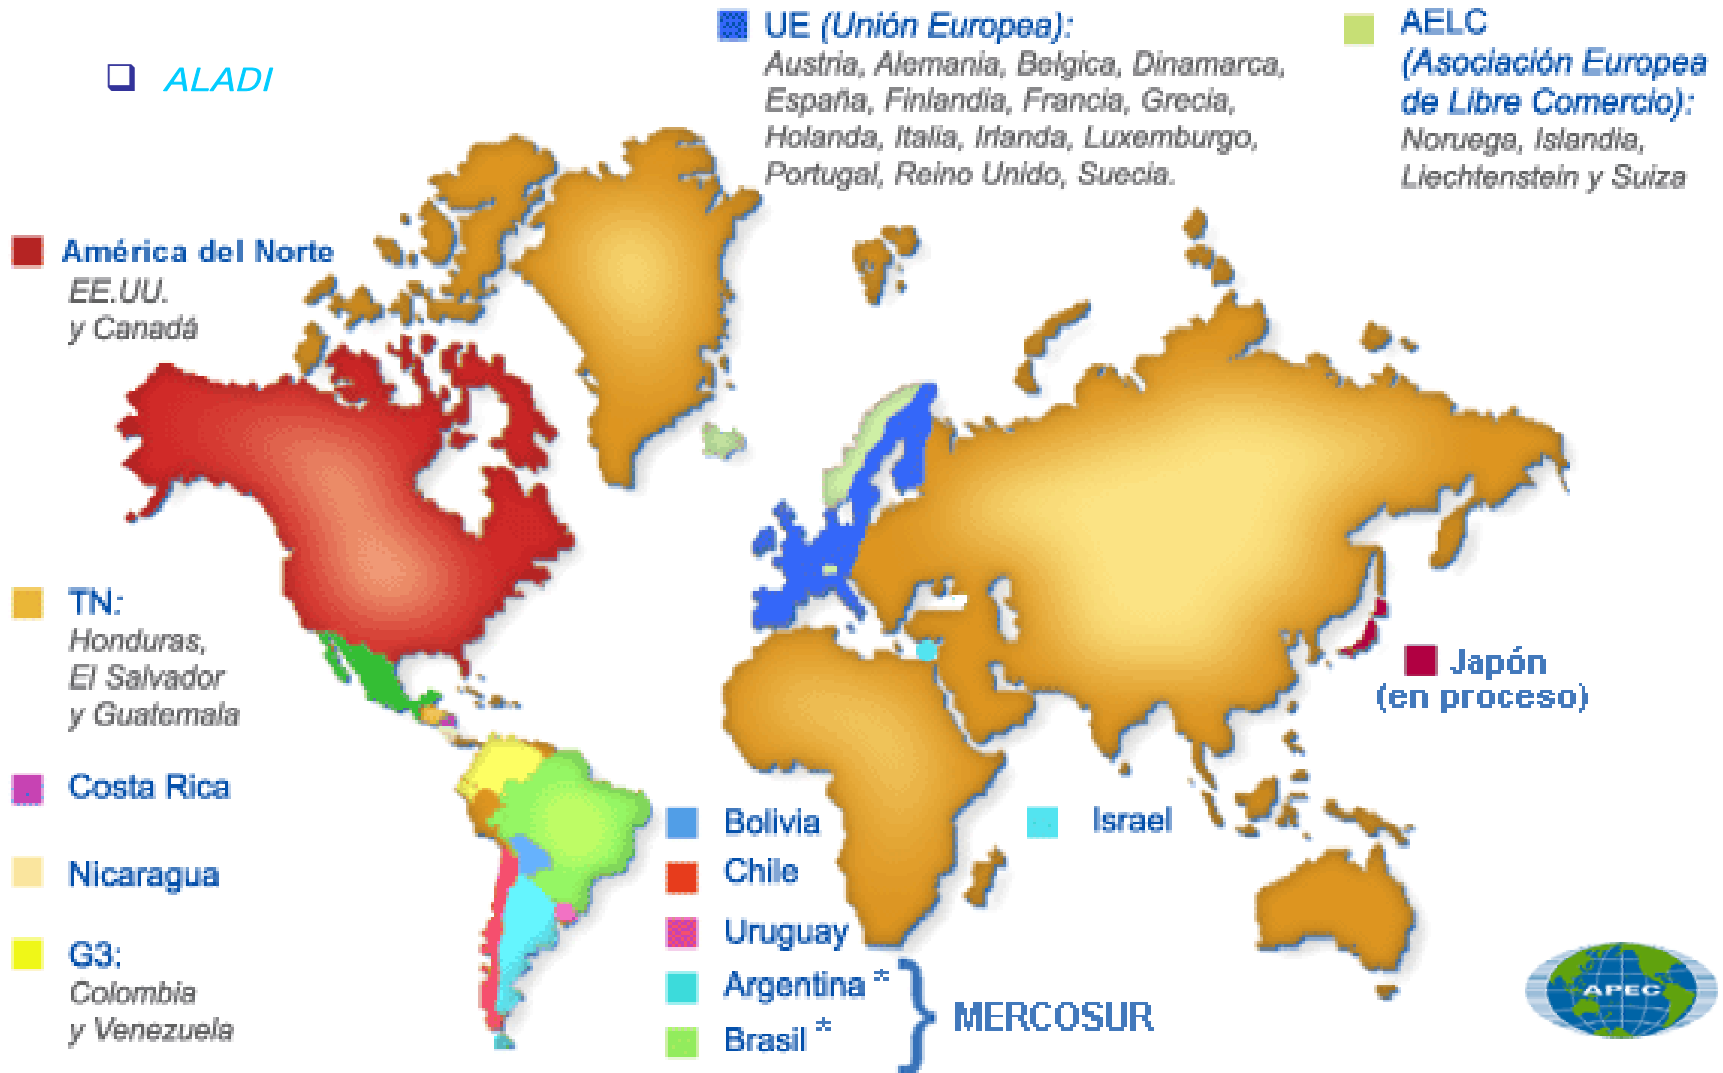 ALADI
UE (Unión Europea):
Austria, Alemania, Belgica, Dinamarca,
España, Finlandia, Francia, Grecia,
Holanda, Italia, Irlanda, Luxemburgo,
Portugal, Reino Unido, Suecia.
AELC
(Asociación Europea
de Libre Comercio):
Noruega, Islandia,
Liechtenstein y Suiza
América del Norte
EE.UU.
y Canadá
TN:
Honduras,
El Salvador
y Guatemala
Costa Rica
Nicaragua
G3:
Colombia
y Venezuela
Bolivia
Chile
Uruguay
Argentina *
Brasil *
MERCOSUR
Israel
Japón
(en proceso)
APEC